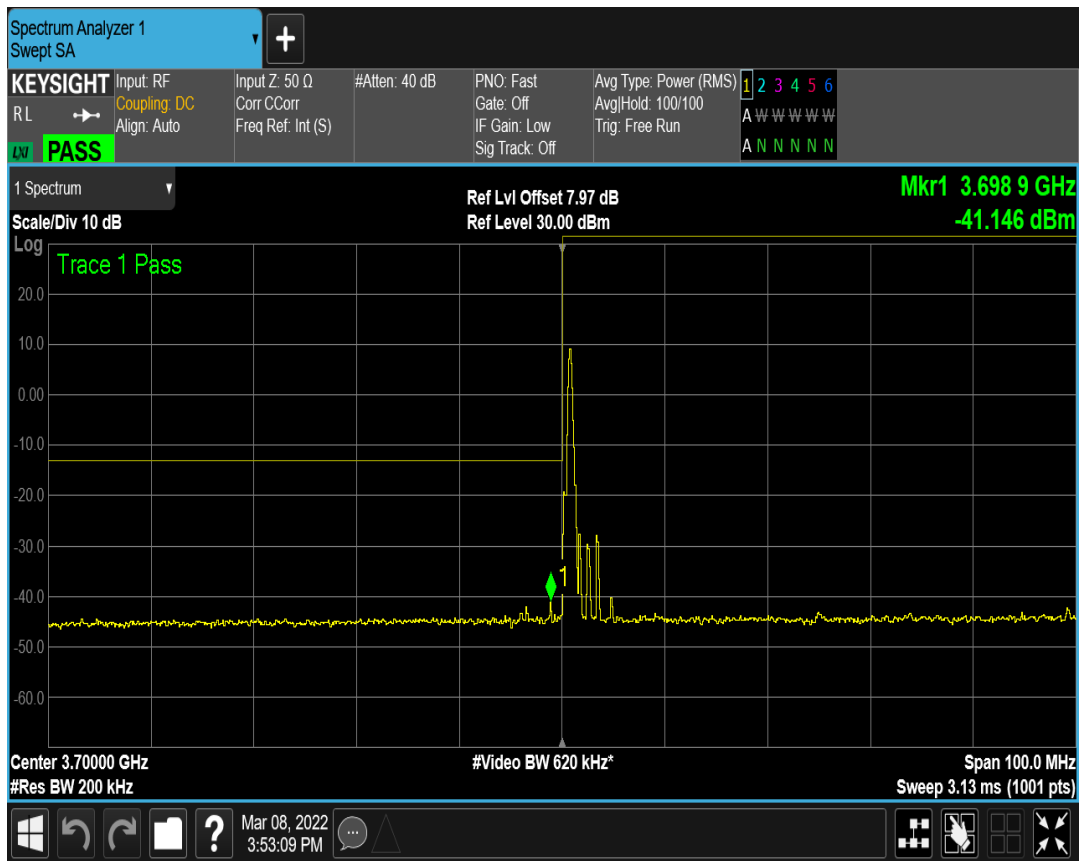 Spectrum Analyzer 1
Swept SA
+
KEYSIGHT
RL
LXI PASS
Input: RF
Coupling: DC
Align: Auto
Input Z: 50 Ω
Corr CCorr
Freq Ref: Int (S)
#Atten: 40 dB
PNO: Fast
Gate: Off
IF Gain: Low
Sig Track: Off
Avg Type: Power (RMS)
Avg|Hold: 100/100
Trig: Free Run
1 2 3 4 5 6
A W W W W W
A N N N N N
1 Spectrum
Scale/Div 10 dB
Ref Lvl Offset 7.97 dB
Ref Level 30.00 dBm
Mkr1 3.698 9 GHz
-41.146 dBm
Log
Trace 1 Pass
20.0
10.0
0.00
-10.0
-20.0
-30.0
-40.0
-50.0
-60.0
1
Center 3.70000 GHz
#Res BW 200 kHz
#Video BW 620 kHz*
Span 100.0 MHz
Sweep 3.13 ms (1001 pts)
?
Mar 08, 2022
3:53:09 PM